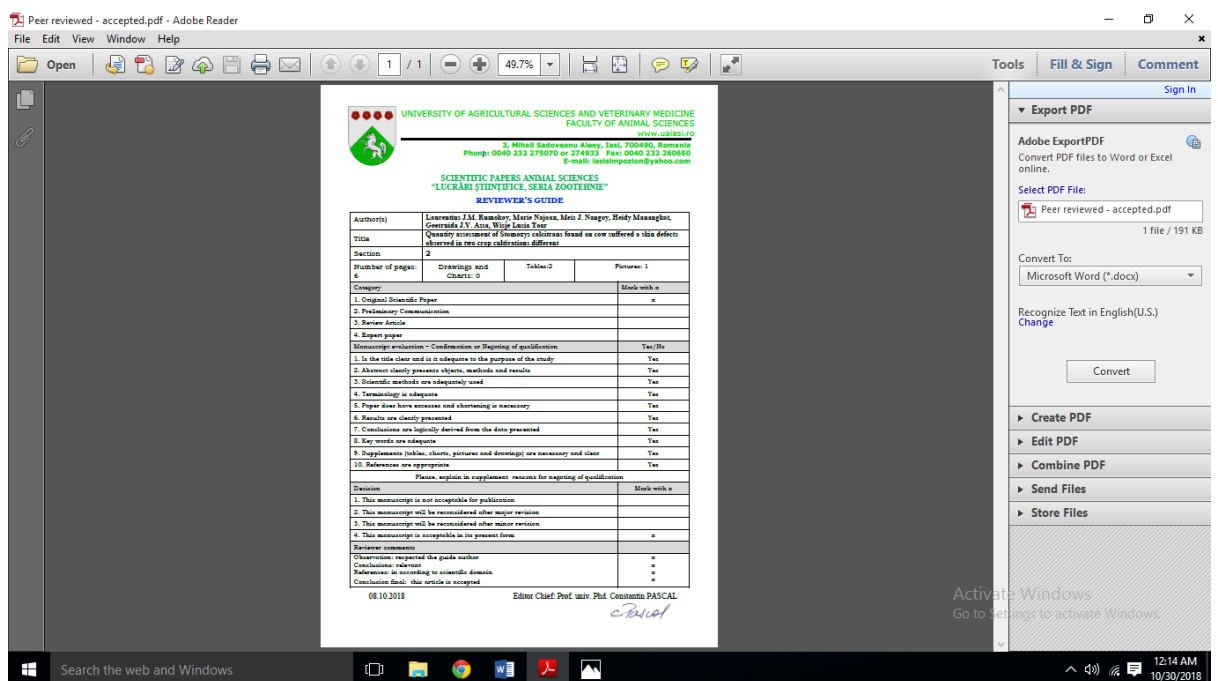 Peer reviewed - accepted.pdf - Adobe Reader
File Edit View Window Help
Open 1 / 1 49.7% Tools Fill & Sign Comment
Sign In
UNIVERSITY OF AGRICULTURAL SCIENCES AND VETERINARY MEDICINE
FACULTY OF ANIMAL SCIENCES
www.uaiasi.ro
3, Mihail Sadoveanu Aleey, Iasi, 700490, Romania
Phone: 0040 232 275070 or 274933 Fax: 0040 232 260650
E-mail: iasisimpozion@yahoo.com
SCIENTIFIC PAPERS ANIMAL SCIENCES
"LUCRĂRI ŞTIINŢIFICE, SERIA ZOOTEHNIE"
REVIEWER'S GUIDE
Author(s) Laurentius J.M. Rumokoy, Marie Najoan, Meis J. Nangoy, Heidy Manangkot,
Geetruida J.V. Assa, Wisje Lusia Toar
Title Quantity assessment of Stomoxys calcitrans found on cow suffered a skin defects
observed in two crop cultivations different
Section 2
Number of pages: 6 Drawings and Charts: 0 Tables:2 Pictures: 1
Category Mark with x
1. Original Scientific Paper x
2. Preliminary Communication
3. Review Article
4. Expert paper
Manuscript evaluation – Confirmation or Negating of qualification Yes/No
1. Is the title clear and is it adequate to the purpose of the study Yes
2. Abstract clearly presents objects, methods and results Yes
3. Scientific methods are adequately used Yes
4. Terminology is adequate Yes
5. Paper does have excesses and shortening is necessary Yes
6. Results are clearly presented Yes
7. Conclusions are logically derived from the data presented Yes
8. Key words are adequate Yes
9. Supplements (tables, charts, pictures and drawings) are necessary and clear Yes
10. References are appropriate Yes
Please, explain in supplement reasons for negating of qualification
Decision Mark with x
1. This manuscript is not acceptable for publication
2. This manuscript will be reconsidered after major revision
3. This manuscript will be reconsidered after minor revision
4. This manuscript is acceptable in its present form x
Reviewer comments
Observation: respected the guide author x
Conclusions: relevant x
References: in according to scientific domain x
Conclusion final: this article is accepted x
08.10.2018 Editor Chief: Prof. univ. Phd. Constantin PASCAL
CPascal
Export PDF
Adobe ExportPDF
Convert PDF files to Word or Excel
online.
Select PDF File:
Peer reviewed - accepted.pdf
1 file / 191 KB
Convert To:
Microsoft Word (*.docx)
Recognize Text in English(U.S.)
Change
Convert
Create PDF
Edit PDF
Combine PDF
Send Files
Store Files
Activate Windows
Go to Settings to activate Windows.
Search the web and Windows
12:14 AM
10/30/2018